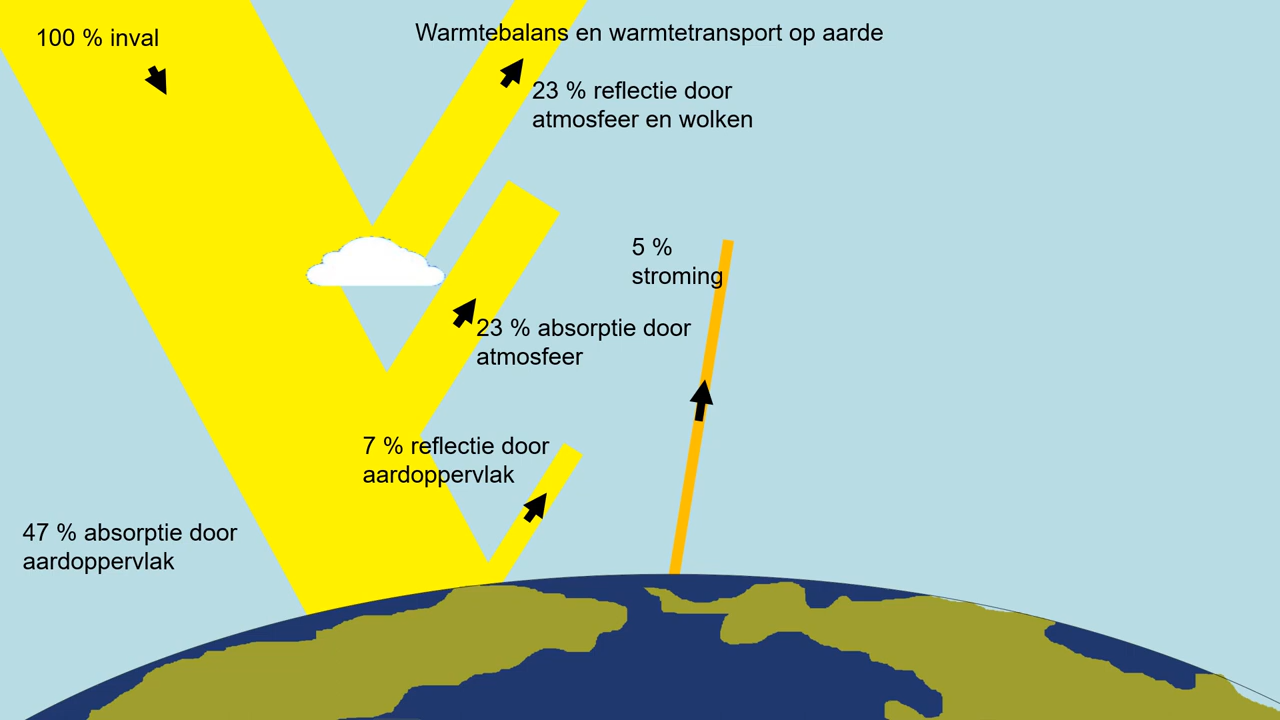 Warmtebalans en warmtetransport op aarde
100 % inval
23 % reflectie door
atmosfeer en wolken
5 %
stroming
23 % absorptie door
atmosfeer
7 % reflectie door
aardoppervlak
47 % absorptie door
aardoppervlak